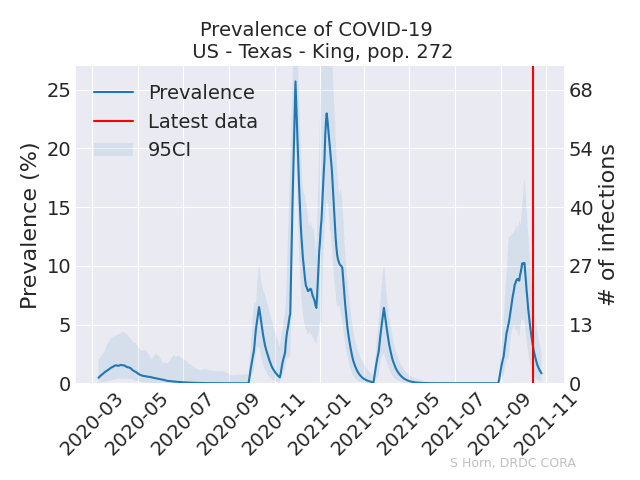 Prevalence of COVID-19
US - Texas - King, pop. 272
Prevalence
Latest data
95CI
Prevalence (%)
25
20
15
10
5
0
# of infections
68
54
40
27
13
0
2020-03
2020-05
2020-07
2020-09
2020-11
2021-01
2021-03
2021-05
2021-07
2021-09
2021-11
S Horn, DRDC CORA